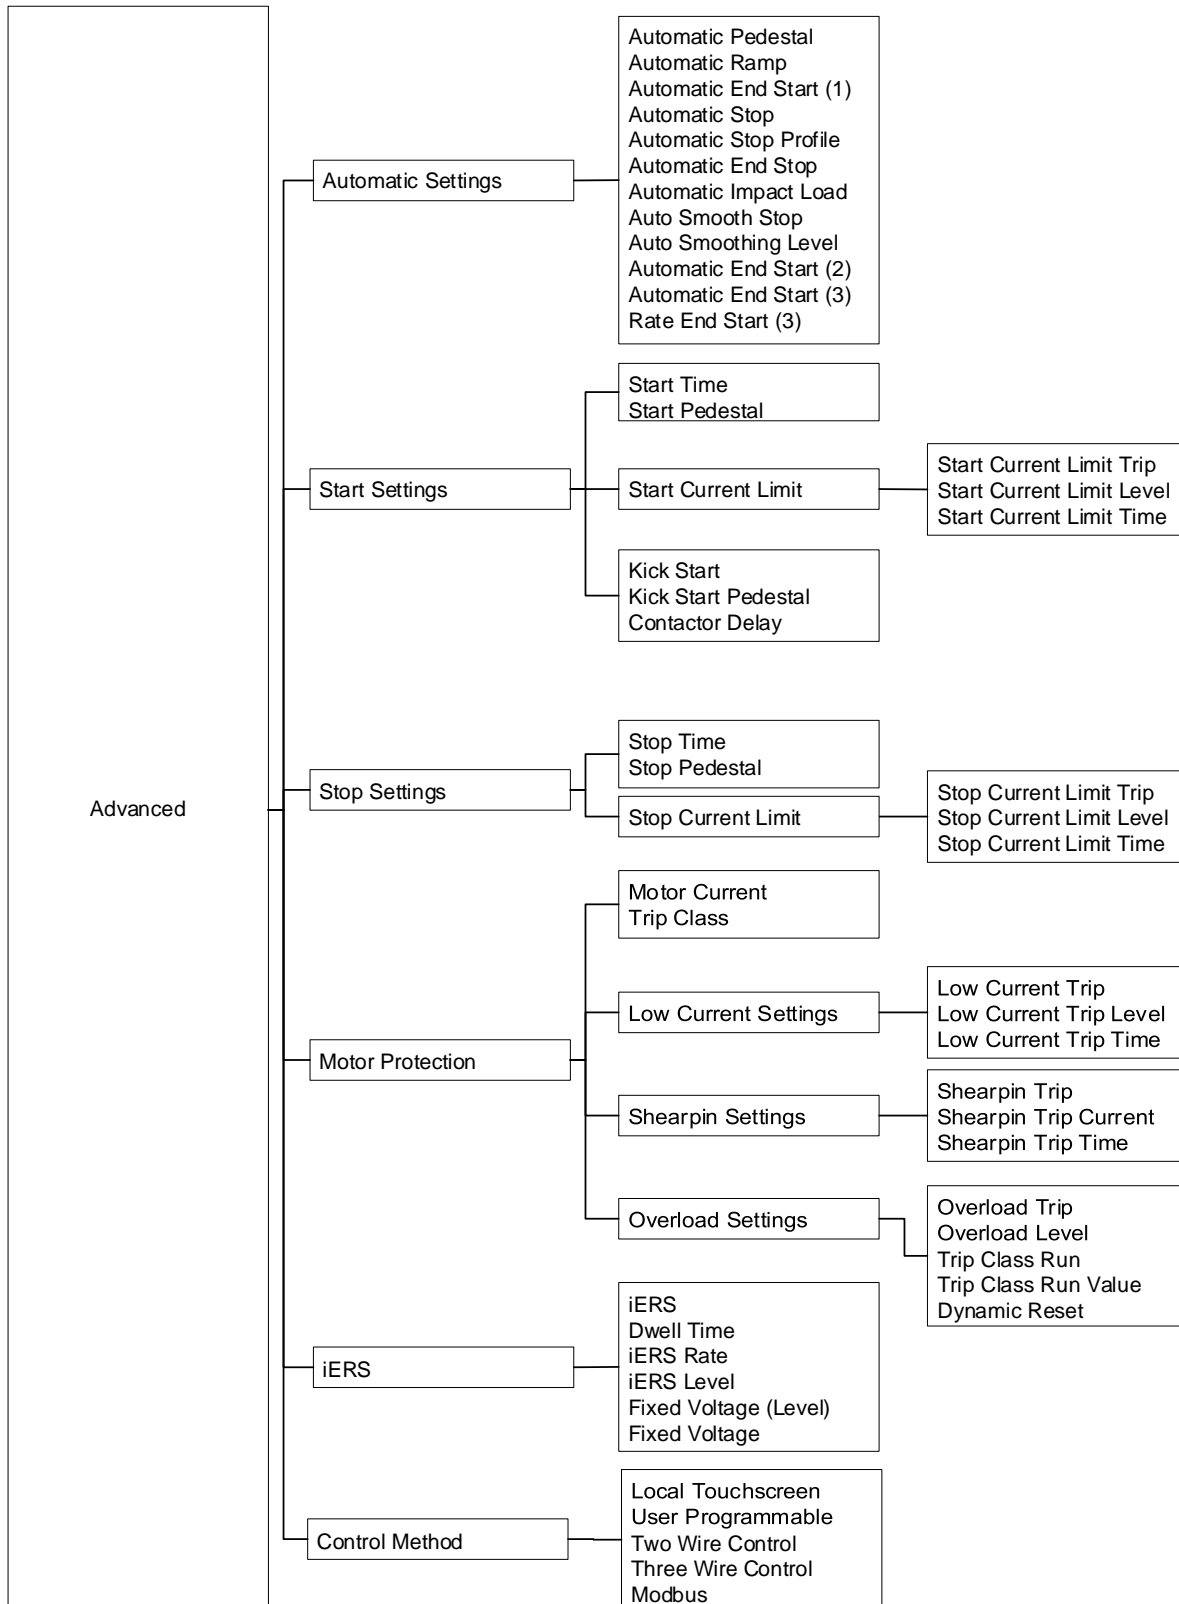 Advanced
Automatic Settings
Automatic Pedestal
Automatic Ramp
Automatic End Start (1)
Automatic Stop
Automatic Stop Profile
Automatic End Stop
Automatic Impact Load
Auto Smooth Stop
Auto Smoothing Level
Automatic End Start (2)
Automatic End Start (3)
Rate End Start (3)
Start Settings
Start Time
Start Pedestal
Start Current Limit
Start Current Limit Trip
Start Current Limit Level
Start Current Limit Time
Kick Start
Kick Start Pedestal
Contactor Delay
Stop Settings
Stop Time
Stop Pedestal
Stop Current Limit
Stop Current Limit Trip
Stop Current Limit Level
Stop Current Limit Time
Motor Protection
Motor Current
Trip Class
Low Current Settings
Low Current Trip
Low Current Trip Level
Low Current Trip Time
Shearpin Settings
Shearpin Trip
Shearpin Trip Current
Shearpin Trip Time
Overload Settings
Overload Trip
Overload Level
Trip Class Run
Trip Class Run Value
Dynamic Reset
iERS
iERS
Dwell Time
iERS Rate
iERS Level
Fixed Voltage (Level)
Fixed Voltage
Control Method
Local Touchscreen
User Programmable
Two Wire Control
Three Wire Control
Modbus